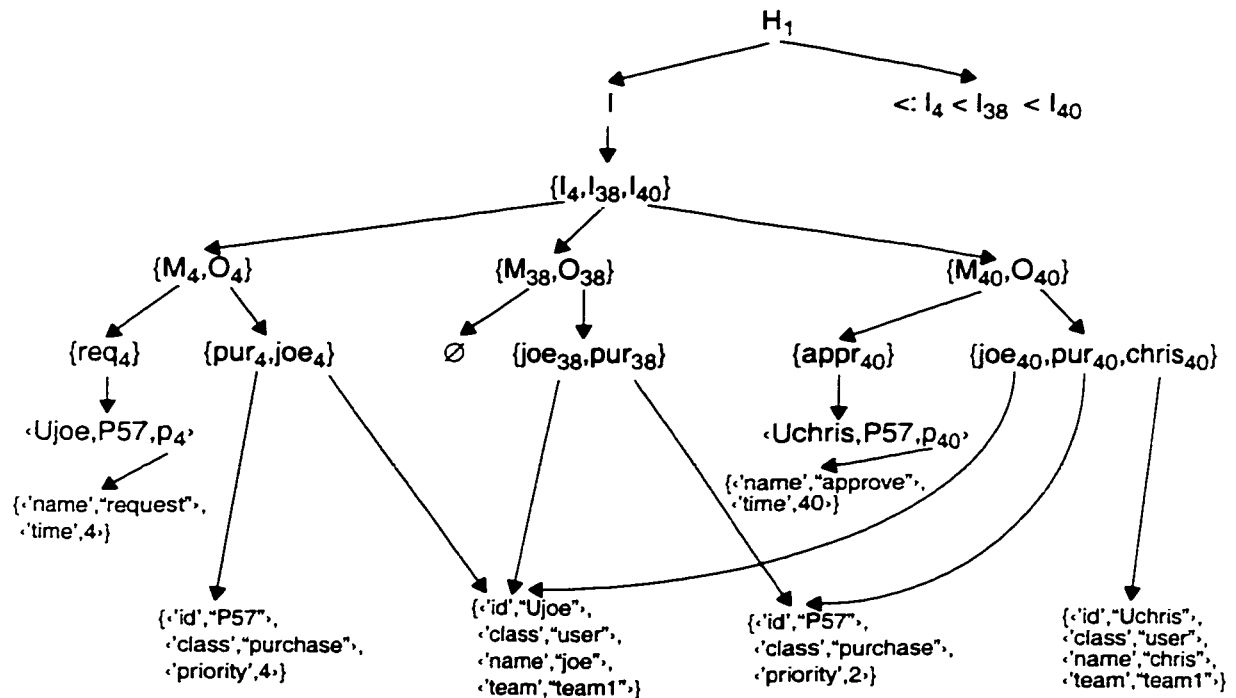 H₁
I
<: I₄ < I₃₈ < I₄₀
{I₄,I₃₈,I₄₀}
{M₄,O₄}
{M₃₈,O₃₈}
{M₄₀,O₄₀}
{req₄}
{pur₄,joe₄}
∅
{joe₃₈,pur₃₈}
{appr₄₀}
{joe₄₀,pur₄₀,chris₄₀}
‹Ujoe,P57,p₄›
‹Uchris,P57,p₄₀›
{‹'name',“request”›,
‹'time',4›}
{‹'name',“approve”›,
‹'time',40›}
{‹'id',“P57”›,
‹'class',“purchase”›,
‹'priority',4›}
{‹'id',“Ujoe”›,
‹'class',“user”›,
‹'name',“joe”›,
‹'team',“team1”›}
{‹'id',“P57”›,
‹'class',“purchase”›,
‹'priority',2›}
{‹'id',“Uchris”›,
‹'class',“user”›,
‹'name',“chris”›,
‹'team',“team1”›}